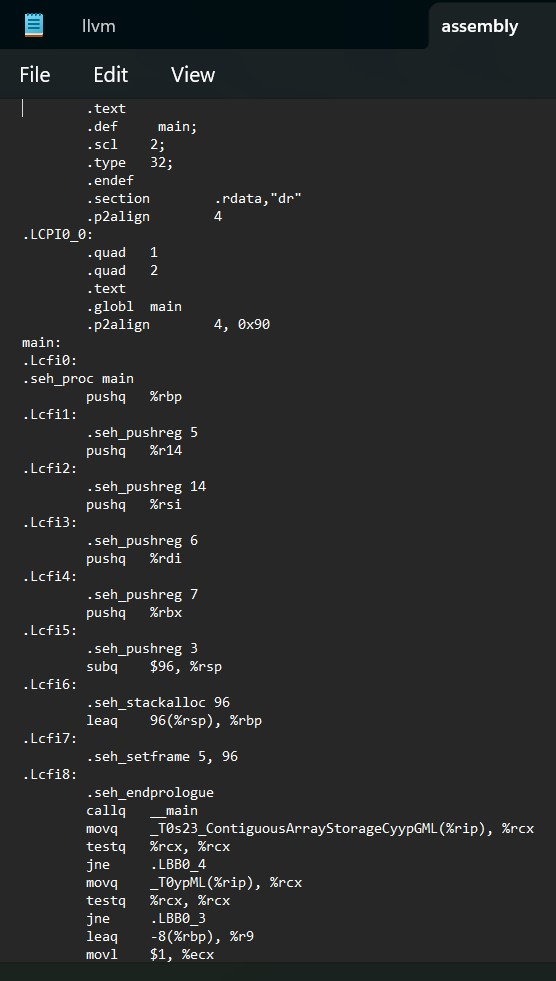 llvm
assembly
File Edit View
.text
.def main;
.scl 2;
.type 32;
.endef
.section .rdata,"dr"
.p2align 4
.LCPI0_0:
.quad 1
.quad 2
.text
.globl main
.p2align 4, 0x90
main:
.Lcfi0:
.seh_proc main
pushq %rbp
.Lcfi1:
.seh_pushreg 5
pushq %r14
.Lcfi2:
.seh_pushreg 14
pushq %rsi
.Lcfi3:
.seh_pushreg 6
pushq %rdi
.Lcfi4:
.seh_pushreg 7
pushq %rbx
.Lcfi5:
.seh_pushreg 3
subq $96, %rsp
.Lcfi6:
.seh_stackalloc 96
leaq 96(%rsp), %rbp
.Lcfi7:
.seh_setframe 5, 96
.Lcfi8:
.seh_endprologue
callq __main
movq _T0s23_ContiguousArrayStorageCyypGML(%rip), %rcx
testq %rcx, %rcx
jne .LBB0_4
movq _T0ypML(%rip), %rcx
testq %rcx, %rcx
jne .LBB0_3
leaq -8(%rbp), %r9
movl $1, %ecx